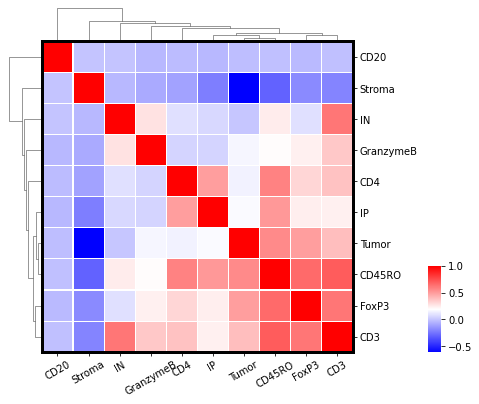 CD20
Stroma
IN
GranzymeB
CD4
IP
Tumor
CD45RO
FoxP3
CD3
1.0
0.5
0.0
−0.5
CD20
Stroma
IN
GranzymeB
CD4
IP
Tumor
CD45RO
FoxP3
CD3